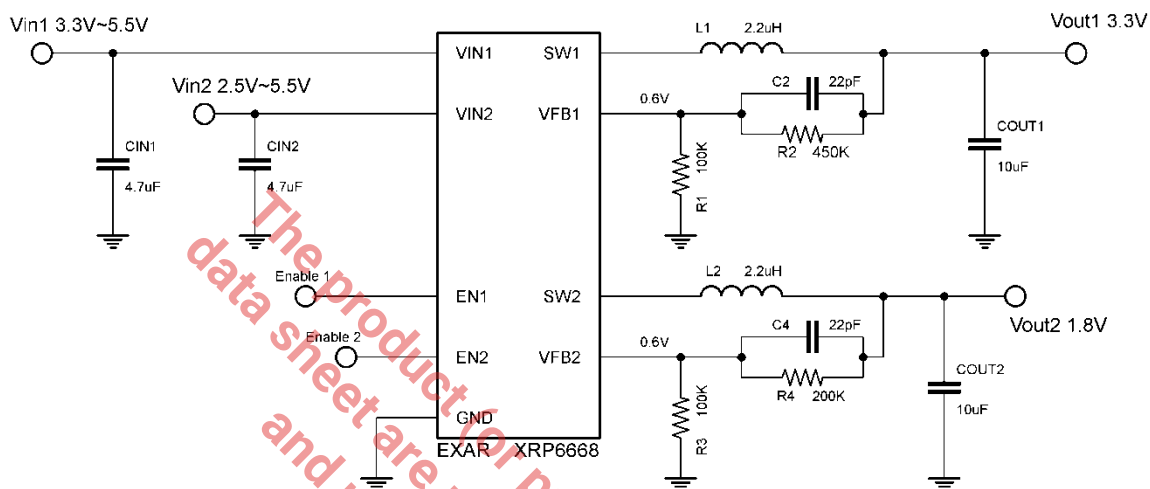 Vin1 3.3V~5.5V
Vin2 2.5V~5.5V
CIN1
4.7uF
CIN2
4.7uF
Enable 1
Enable 2
VIN1
VIN2
EN1
EN2
GND
SW1
VFB1
SW2
VFB2
EXAR XRP6668
L1 2.2uH
C2 22pF
0.6V
R2 450K
100K
R1
COUT1
10uF
Vout1 3.3V
L2 2.2uH
C4 22pF
0.6V
R4 200K
100K
R3
COUT2
10uF
Vout2 1.8V
The product (or p
data sheet are
and